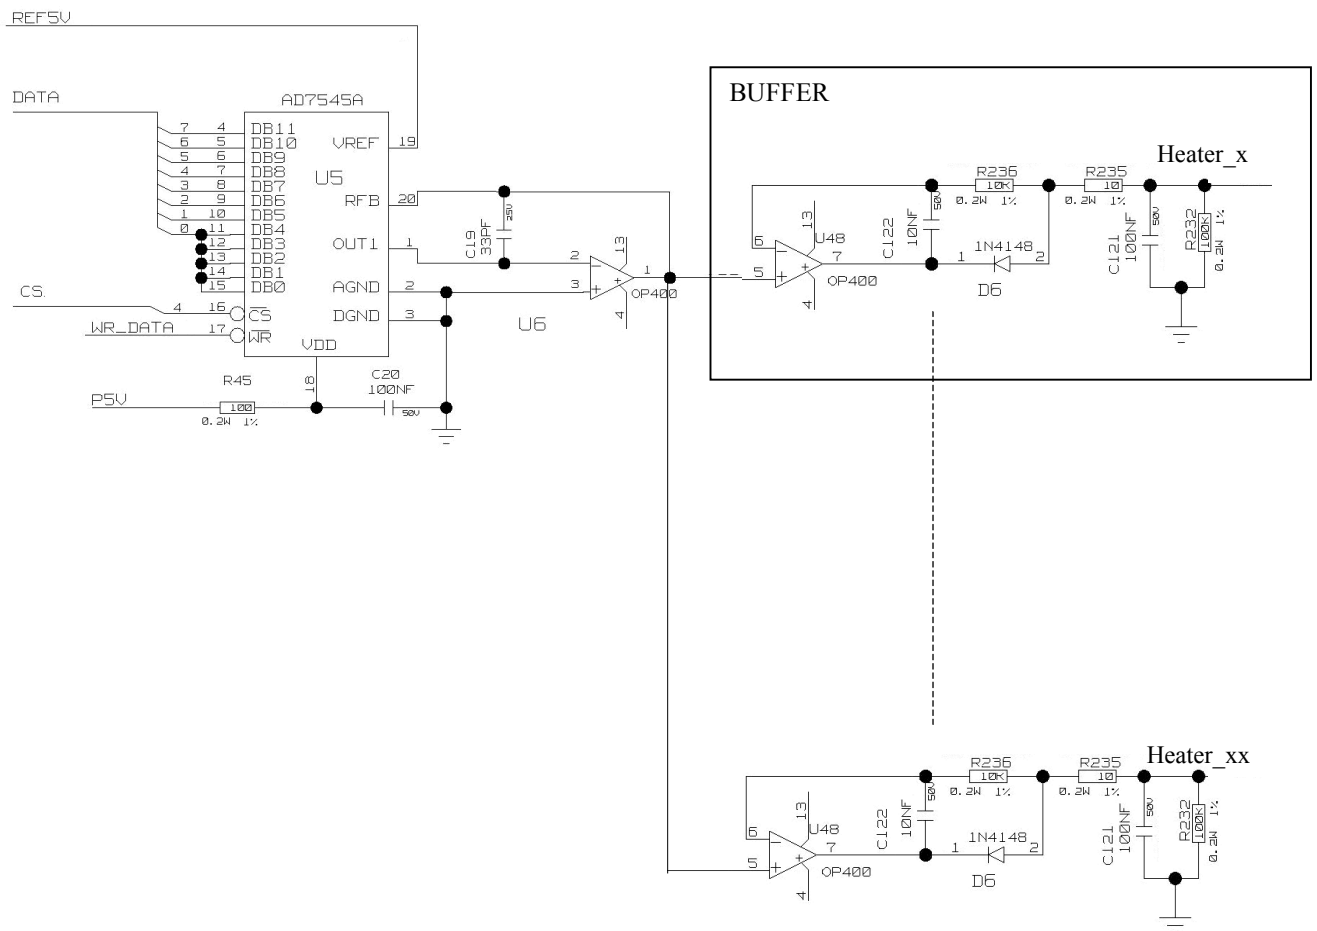 REF5V
DATA
AD7545A
BUFFER
7 4 DB11
6 5 DB10
5 6 DB9
4 7 DB8
3 8 DB7
2 9 DB6
1 10 DB5
0 11 DB4
12 DB3
13 DB2
14 DB1
15 DB0
CS.
4 16 CS
WR_DATA 17 WR
VREF 19
U5
RFB 20
OUT1 1
AGND 2
DGND 3
VDD
18
R45
100
0.2W 1%
P5V
C20
100NF
50V
C19
33PF
25V
2
3
13
1
4
OP400
U6
Heater_x
R236
10K
0.2W 1%
R235
10
0.2W 1%
6
5
13
U48
7
OP400
4
C122
10NF
50V
1N4148
1 2
D6
C121
100NF
50V
R232
100K
0.2W 1%
Heater_xx
R236
10K
0.2W 1%
R235
10
0.2W 1%
6
5
13
U48
7
OP400
4
C122
10NF
50V
1N4148
1 2
D6
C121
100NF
50V
R232
100K
0.2W 1%